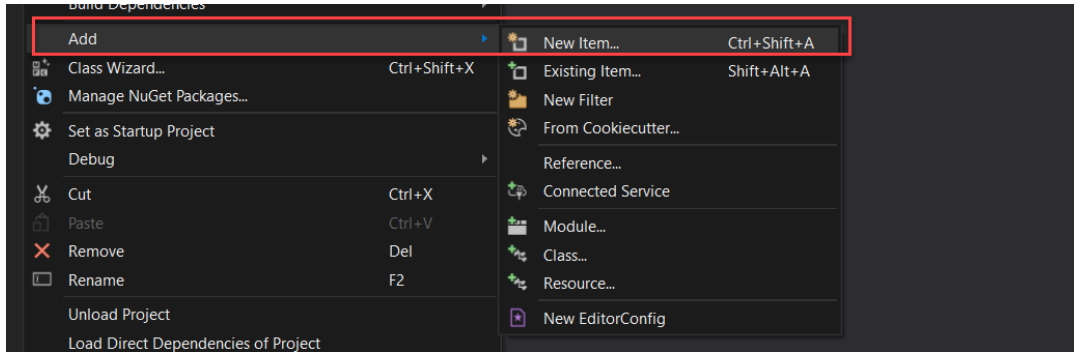 Build Dependencies
Add
Class Wizard... Ctrl+Shift+X
Manage NuGet Packages...
Set as Startup Project
Debug
Cut Ctrl+X
Paste Ctrl+V
Remove Del
Rename F2
Unload Project
Load Direct Dependencies of Project
New Item... Ctrl+Shift+A
Existing Item... Shift+Alt+A
New Filter
From Cookiecutter...
Reference...
Connected Service
Module...
Class...
Resource...
New EditorConfig